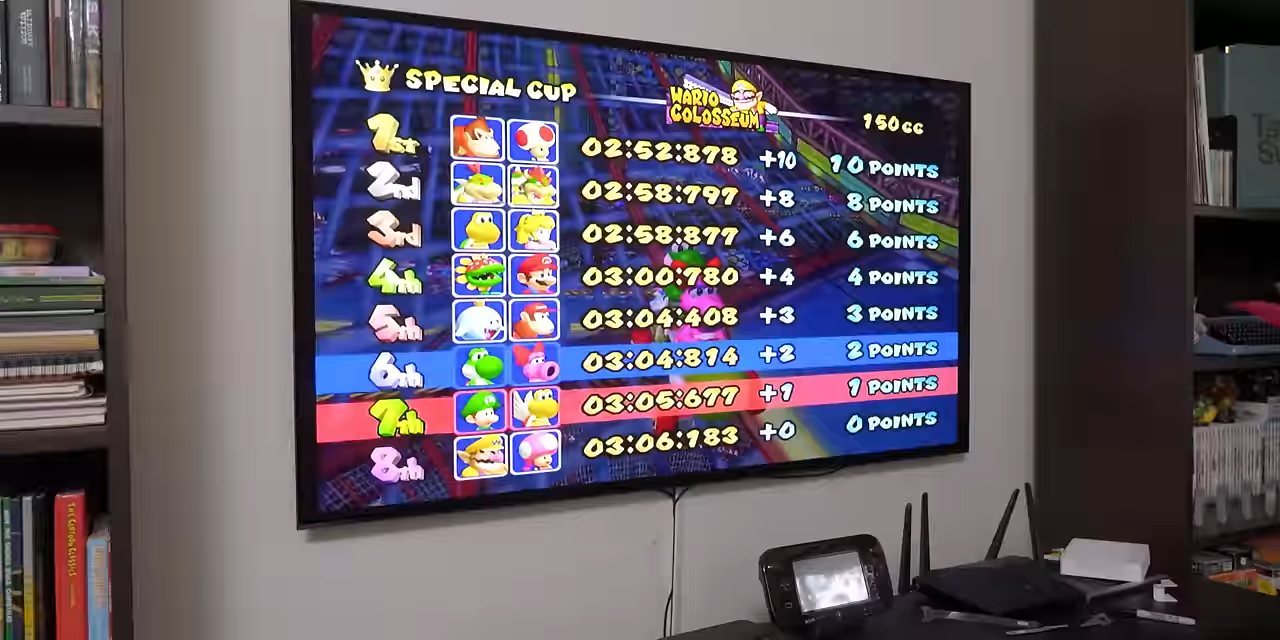 SPECIAL CUP
WARIO COLOSSEUM
150cc
1st 02:52:878 +10 10 POINTS
2nd 02:58:797 +8 8 POINTS
3rd 02:58:877 +6 6 POINTS
4th 03:00:780 +4 4 POINTS
5th 03:04:408 +3 3 POINTS
6th 03:04:814 +2 2 POINTS
7th 03:05:677 +1 1 POINTS
8th 03:06:183 +0 0 POINTS